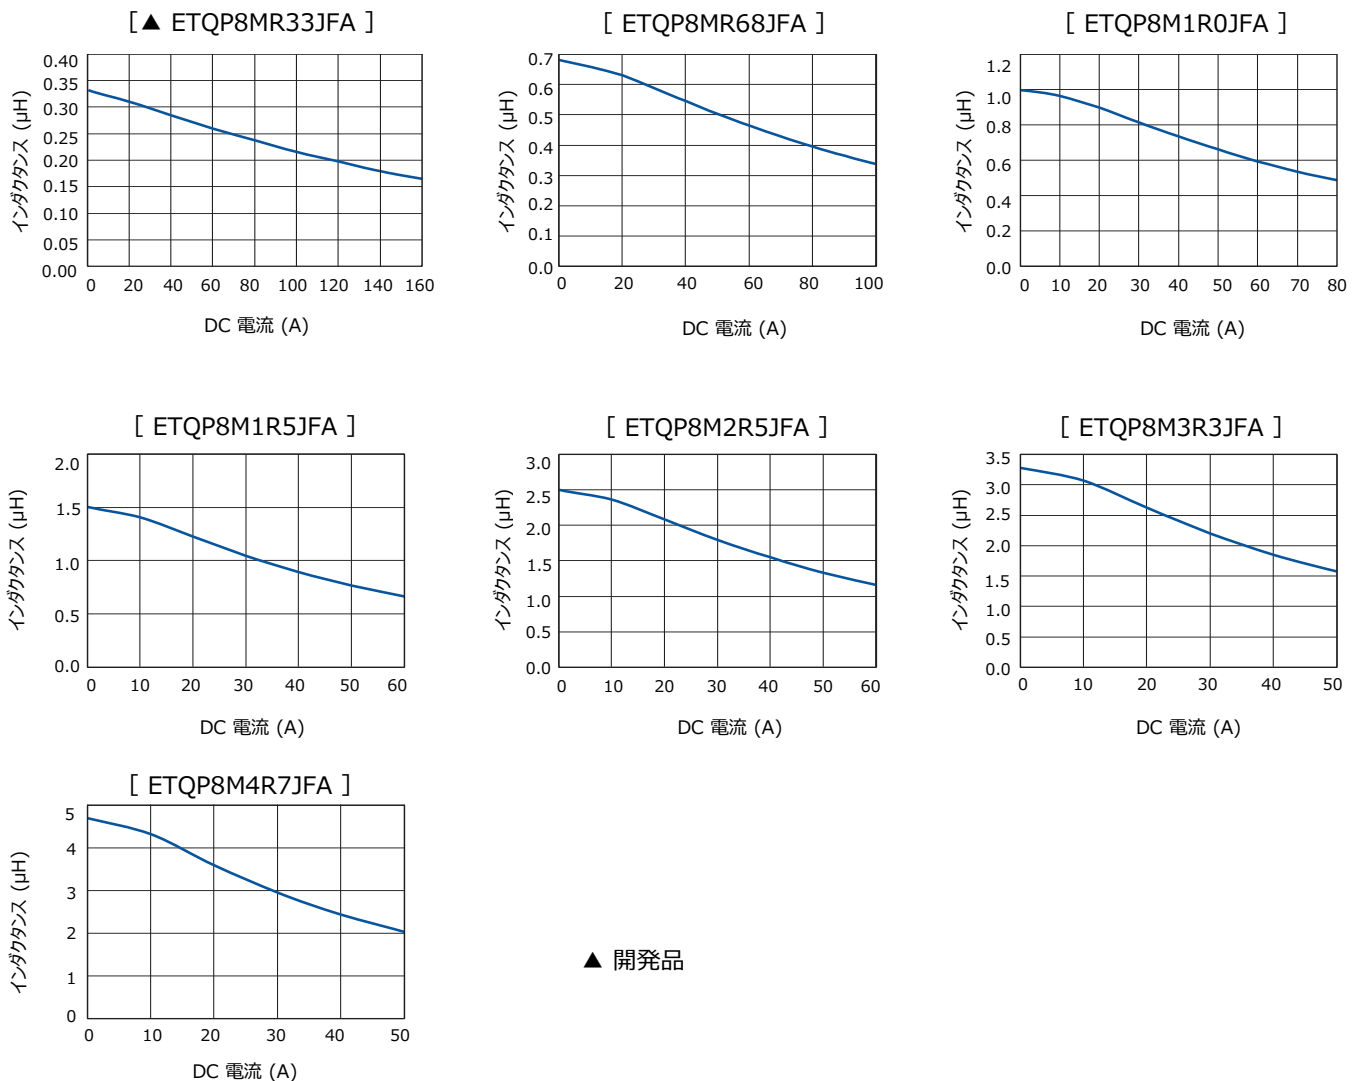 [▲ ETQP8MR33JFA ]
インダクタンス (μH)
0.40
0.35
0.30
0.25
0.20
0.15
0.10
0.05
0.00
0 20 40 60 80 100 120 140 160
DC 電流 (A)
[ ETQP8MR68JFA ]
インダクタンス (μH)
0.7
0.6
0.5
0.4
0.3
0.2
0.1
0.0
0 20 40 60 80 100
DC 電流 (A)
[ ETQP8M1R0JFA ]
インダクタンス (μH)
1.2
1.0
0.8
0.6
0.4
0.2
0.0
0 10 20 30 40 50 60 70 80
DC 電流 (A)
[ ETQP8M1R5JFA ]
インダクタンス (μH)
2.0
1.5
1.0
0.5
0.0
0 10 20 30 40 50 60
DC 電流 (A)
[ ETQP8M2R5JFA ]
インダクタンス (μH)
3.0
2.5
2.0
1.5
1.0
0.5
0.0
0 10 20 30 40 50 60
DC 電流 (A)
[ ETQP8M3R3JFA ]
インダクタンス (μH)
3.5
3.0
2.5
2.0
1.5
1.0
0.5
0.0
0 10 20 30 40 50
DC 電流 (A)
[ ETQP8M4R7JFA ]
インダクタンス (μH)
5
4
3
2
1
0
0 10 20 30 40 50
DC 電流 (A)
▲ 開発品